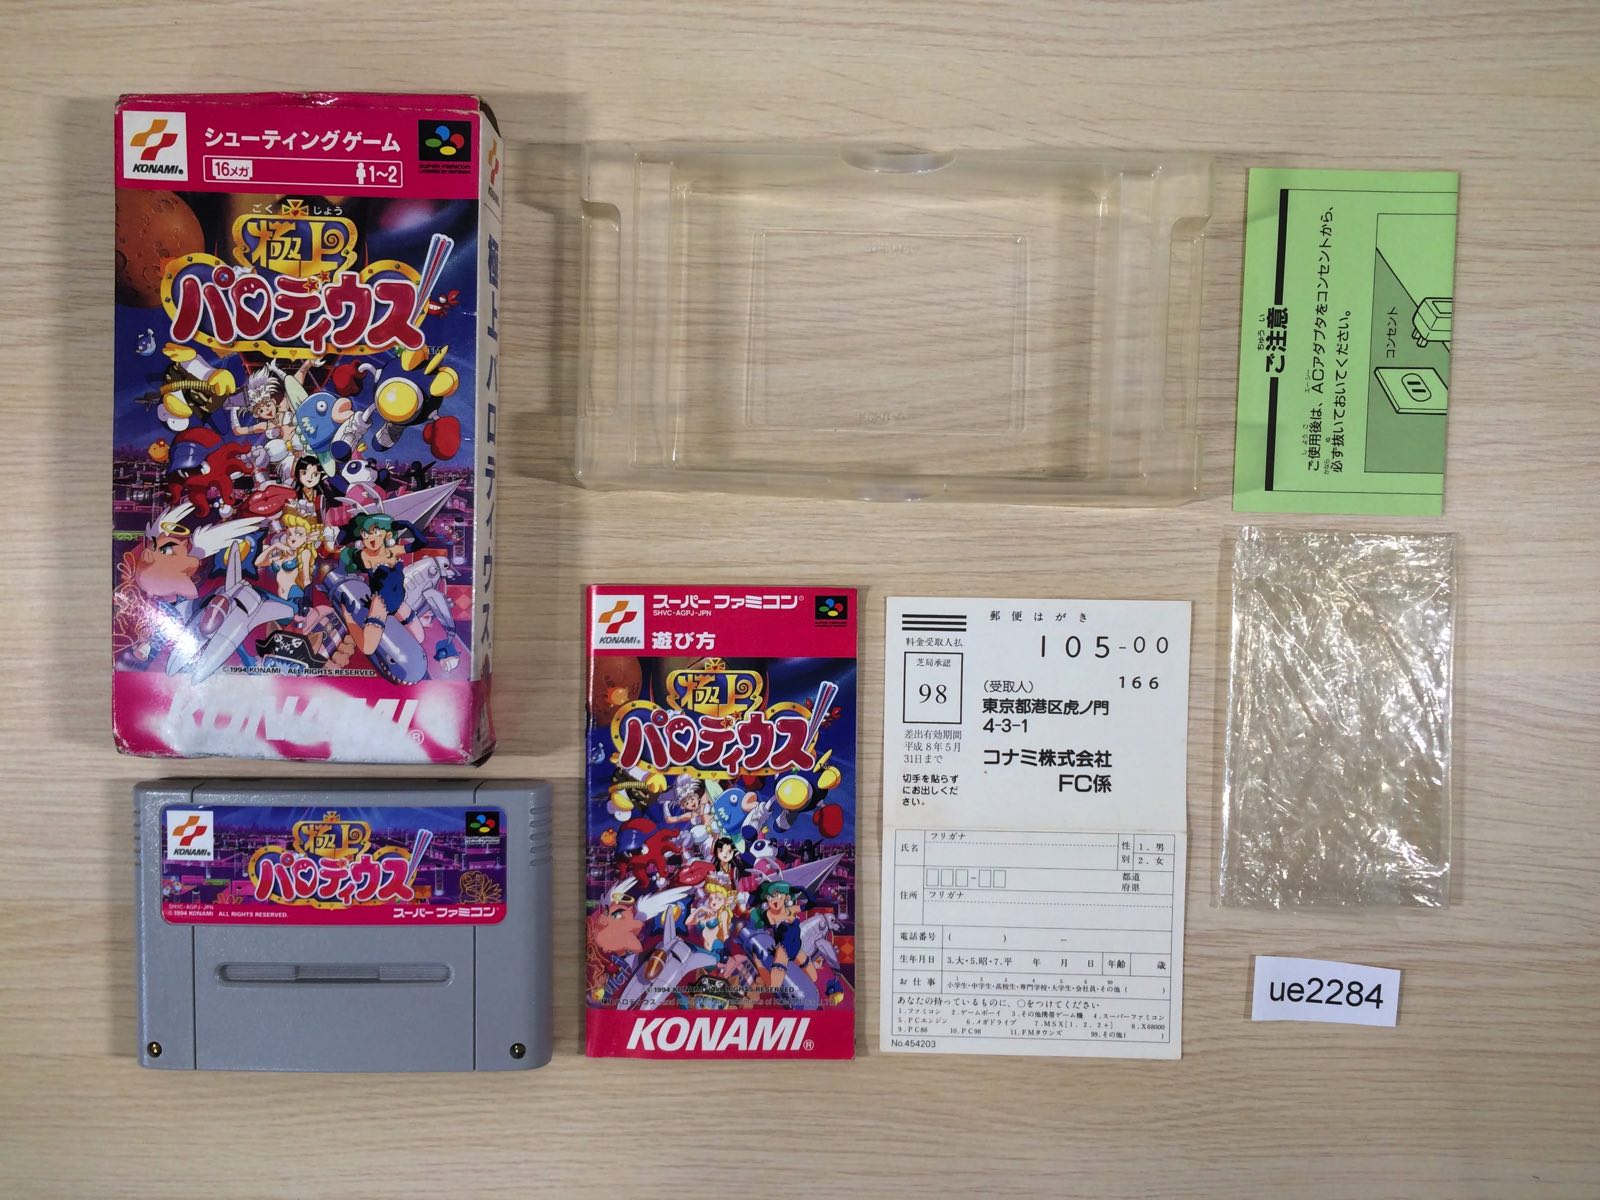 KONAMI®
シューティングゲーム
16メガ
1~2
SUPER FAMICOM
ごくじょう
極上
パロディウス
TM
© 1994 KONAMI ALL RIGHTS RESERVED.
KONAMI®
極上パロディウス
ご注意
ちゅうい
ご使用後は、ACアダプタをコンセントから、
必ず抜いておいてください。
コンセント
KONAMI®
スーパーファミコン®
SHVC-AGPJ-JPN
遊び方
極上
パロディウス
© 1994 KONAMI ALL RIGHTS RESERVED.
KONAMI®
郵便はがき
料金受取人払
芝局承認
98
差出有効期間
平成8年5月
31日まで
切手を貼らず
にお出しくだ
さい。
105-00
166
(受取人)
東京都港区虎ノ門
4-3-1
コナミ株式会社
FC係
氏名
フリガナ
性別
1.男
2.女
住所
都道
府県
フリガナ
電話番号
( ) −
生年月日
3.大・5.昭・7.平 年 月 日
年齢
歳
お仕事
小学生・中学生・高校生・専門学校・大学生・会社員・その他( )
あなたの持っているものに、○をつけてください
1.ファミコン 2.ゲームボーイ 3.その他携帯ゲーム機 4.スーパーファミコン
5.PCエンジン 6.メガドライブ 7.MSX[1.2.2+] 8.X68000
9.PC88 10.PC98 11.FMタウンズ 99.その他( )
No.454203
KONAMI®
極上
パロディウス
SHVC-AGPJ-JPN
© 1994 KONAMI ALL RIGHTS RESERVED.
スーパーファミコン
ue2284